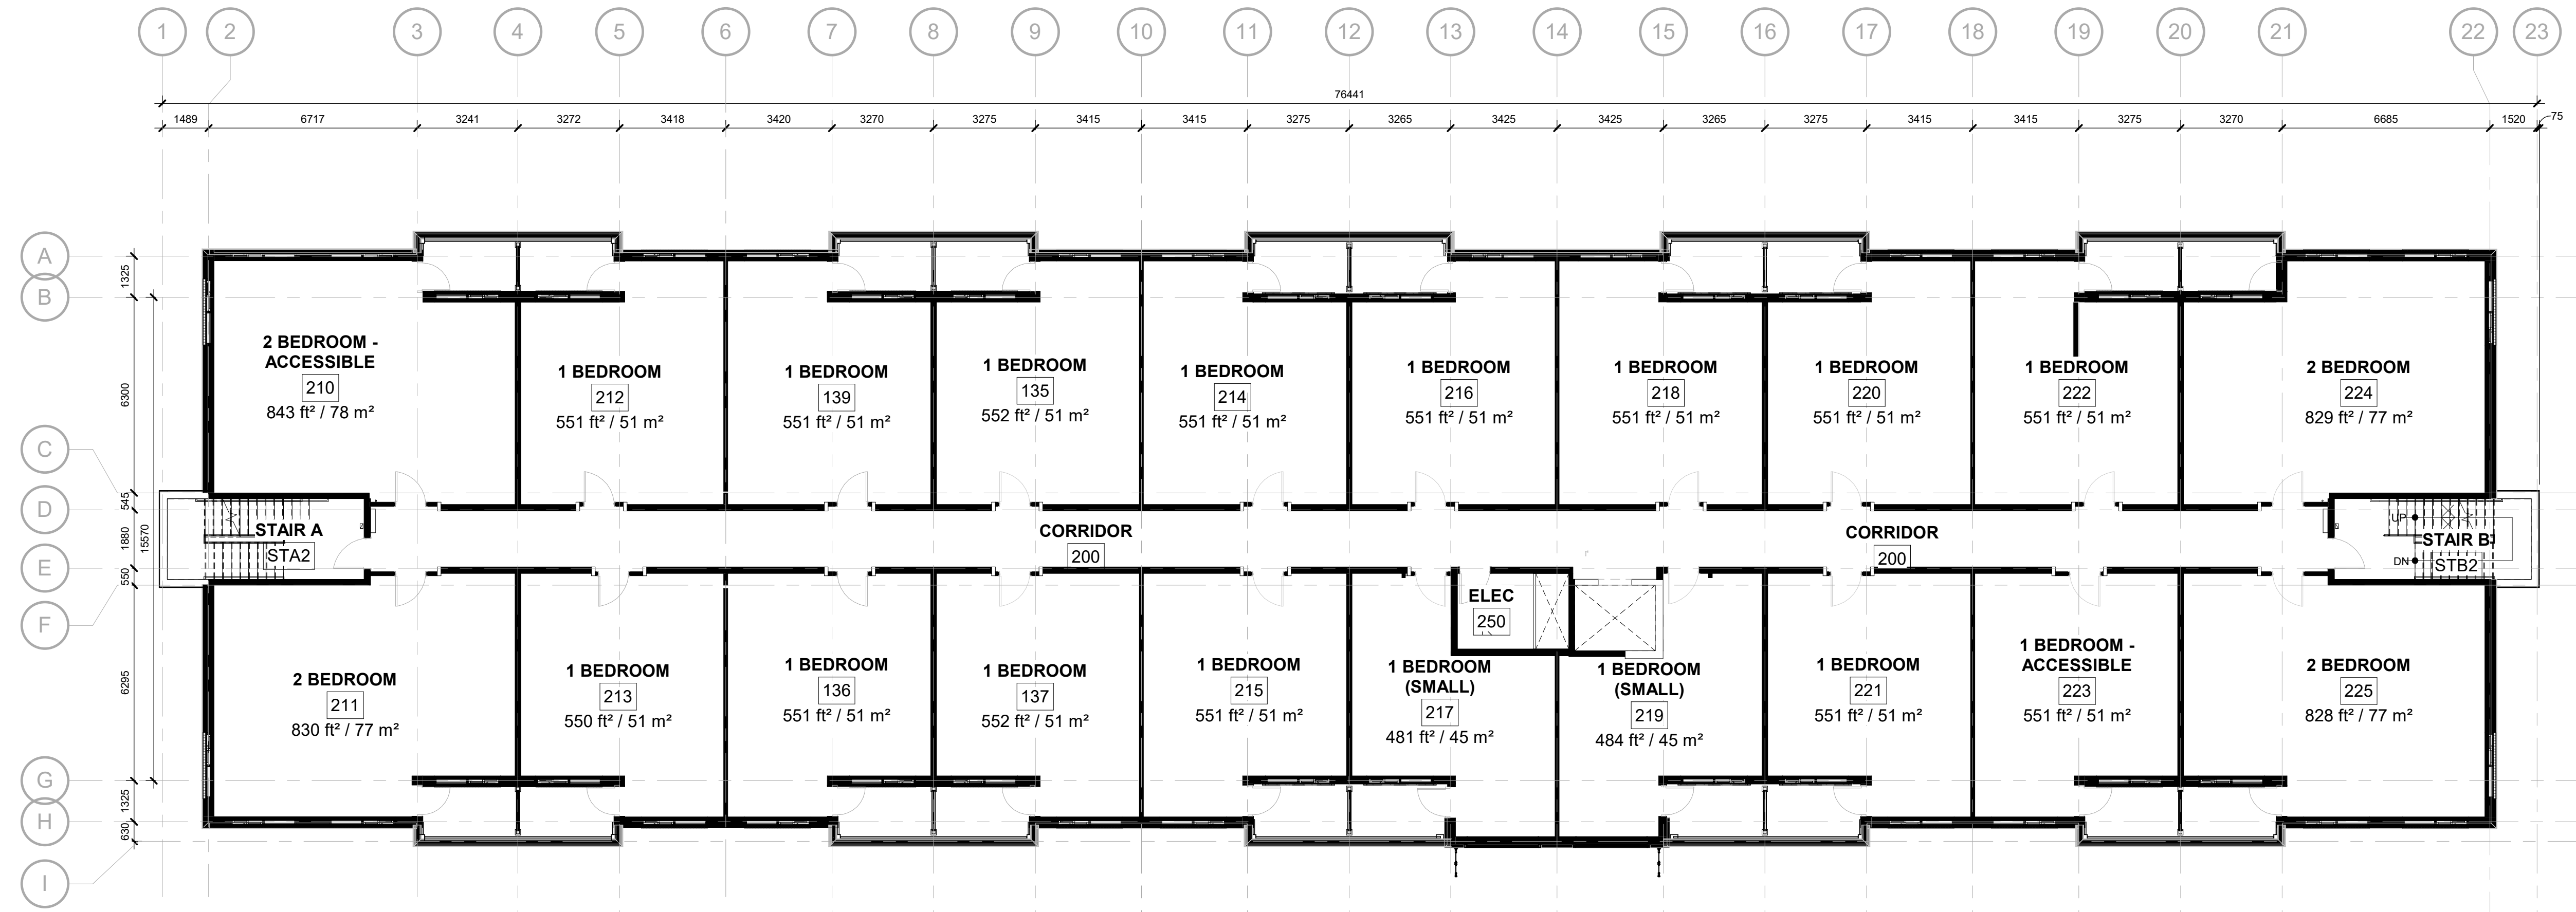 1 2 3 4 5 6 7 8 9 10 11 12 13 14 15 16 17 18 19 20 21 22 23
76441
1489 6717 3241 3272 3418 3420 3270 3275 3415 3415 3275 3265 3425 3425 3265 3275 3415 3415 3275 3270 6685 1520 75
A
B
C
D
E
F
G
H
I
1325
6300
545
1880
15570
550
6295
1325
630
2 BEDROOM -
ACCESSIBLE
210
843 ft² / 78 m²
1 BEDROOM
212
551 ft² / 51 m²
1 BEDROOM
139
551 ft² / 51 m²
1 BEDROOM
135
552 ft² / 51 m²
1 BEDROOM
214
551 ft² / 51 m²
1 BEDROOM
216
551 ft² / 51 m²
1 BEDROOM
218
551 ft² / 51 m²
1 BEDROOM
220
551 ft² / 51 m²
1 BEDROOM
222
551 ft² / 51 m²
2 BEDROOM
224
829 ft² / 77 m²
STAIR A
STA2
CORRIDOR
200
CORRIDOR
200
UP
DN
STAIR B
STB2
2 BEDROOM
211
830 ft² / 77 m²
1 BEDROOM
213
550 ft² / 51 m²
1 BEDROOM
136
551 ft² / 51 m²
1 BEDROOM
137
552 ft² / 51 m²
1 BEDROOM
215
551 ft² / 51 m²
1 BEDROOM
(SMALL)
217
481 ft² / 45 m²
ELEC
250
1 BEDROOM
(SMALL)
219
484 ft² / 45 m²
1 BEDROOM
221
551 ft² / 51 m²
1 BEDROOM -
ACCESSIBLE
223
551 ft² / 51 m²
2 BEDROOM
225
828 ft² / 77 m²